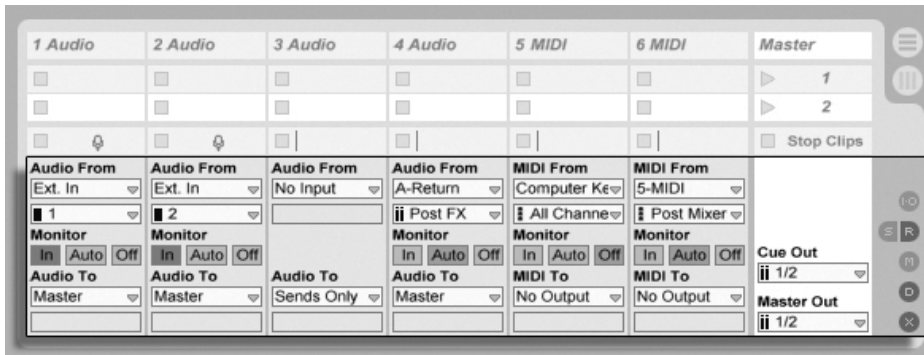 1 Audio 2 Audio 3 Audio 4 Audio 5 MIDI 6 MIDI Master
1
2
Stop Clips
Audio From Audio From Audio From Audio From MIDI From MIDI From
Ext. In Ext. In No Input A-Return Computer Ke 5-MIDI
1 2 Post FX All Channe Post Mixer
Monitor Monitor Monitor Monitor Monitor
In Auto Off In Auto Off In Auto Off In Auto Off In Auto Off
Cue Out
Audio To Audio To Audio To Audio To MIDI To MIDI To
1/2
Master Master Sends Only Master No Output No Output
Master Out
1/2
I·O
S R
M
D
X